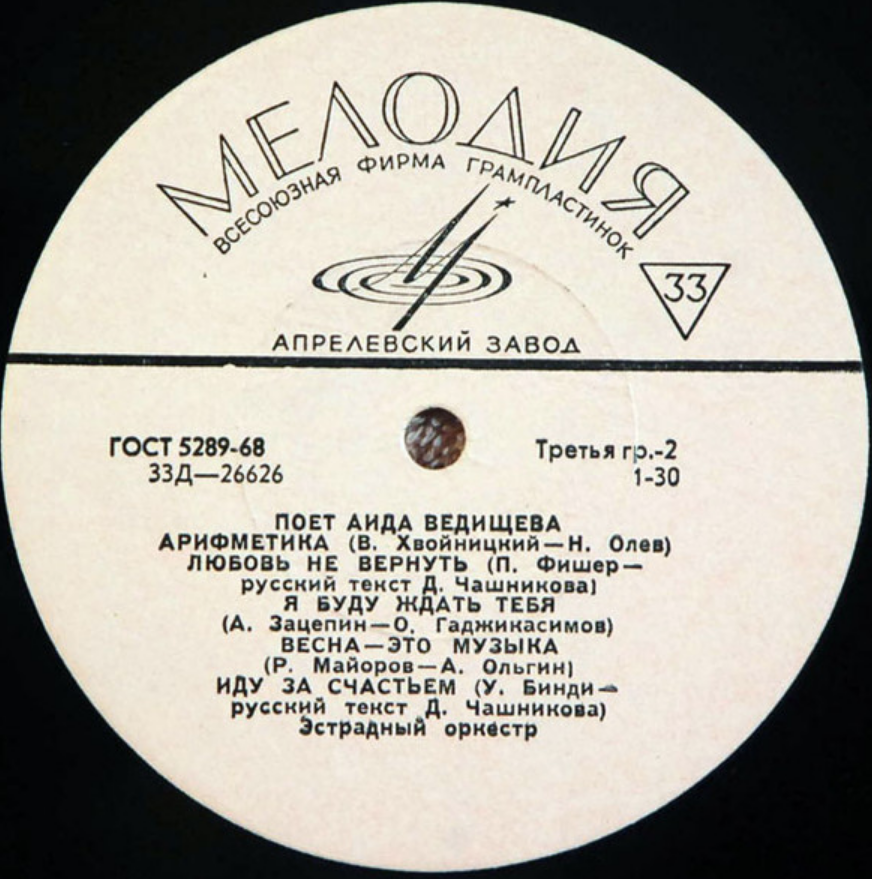 МЕЛОДИЯ
ВСЕСОЮЗНАЯ ФИРМА ГРАМПЛАСТИНОК
33
АПРЕЛЕВСКИЙ ЗАВОД
ГОСТ 5289-68
Третья гр.-2
33Д—26626
1-30
ПОЕТ АИДА ВЕДИЩЕВА
АРИФМЕТИКА (В. Хвойницкий—Н. Олев)
ЛЮБОВЬ НЕ ВЕРНУТЬ (П. Фишер—
русский текст Д. Чашникова)
Я БУДУ ЖДАТЬ ТЕБЯ
(А. Зацепин—О. Гаджикасимов)
ВЕСНА—ЭТО МУЗЫКА
(Р. Майоров—А. Ольгин)
ИДУ ЗА СЧАСТЬЕМ (У. Бинди—
русский текст Д. Чашникова)
Эстрадный оркестр